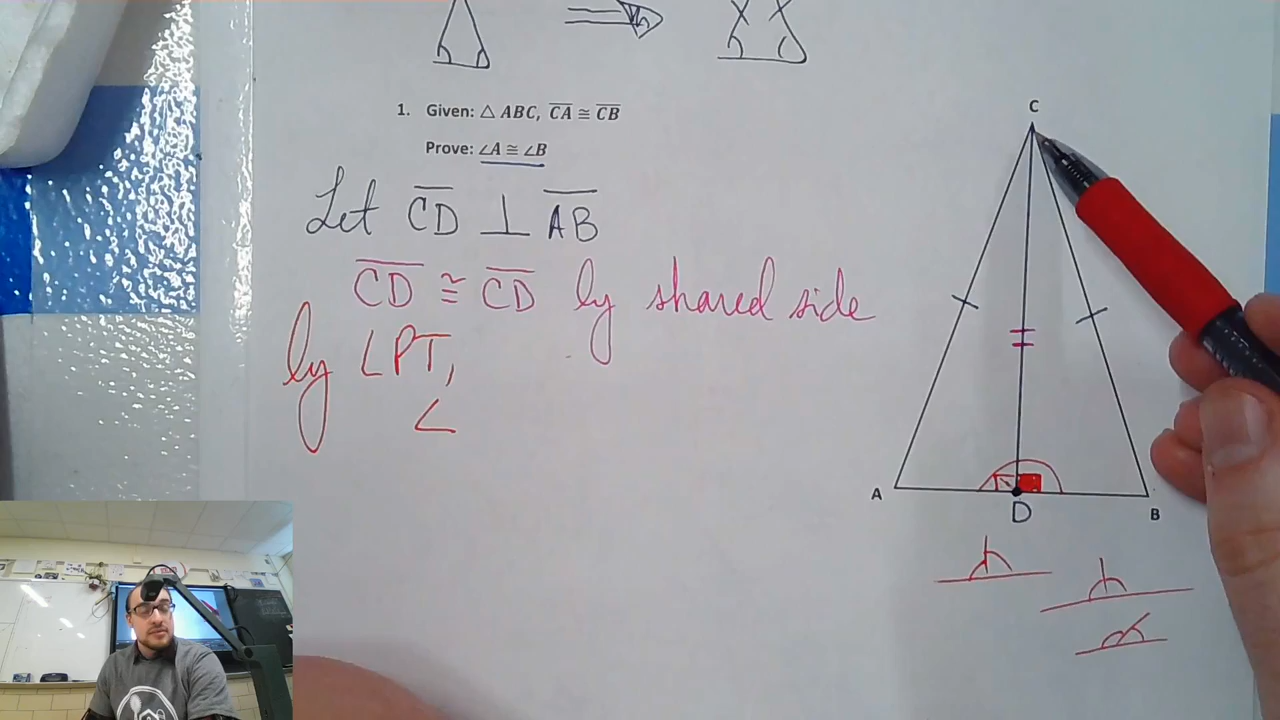 1. Given: △ ABC, CA ≅ CB
Prove: ∠A ≅ ∠B
Let CD ⊥ AB
CD ≅ CD by shared side
by ∠PT,
∠
C
A
D
B